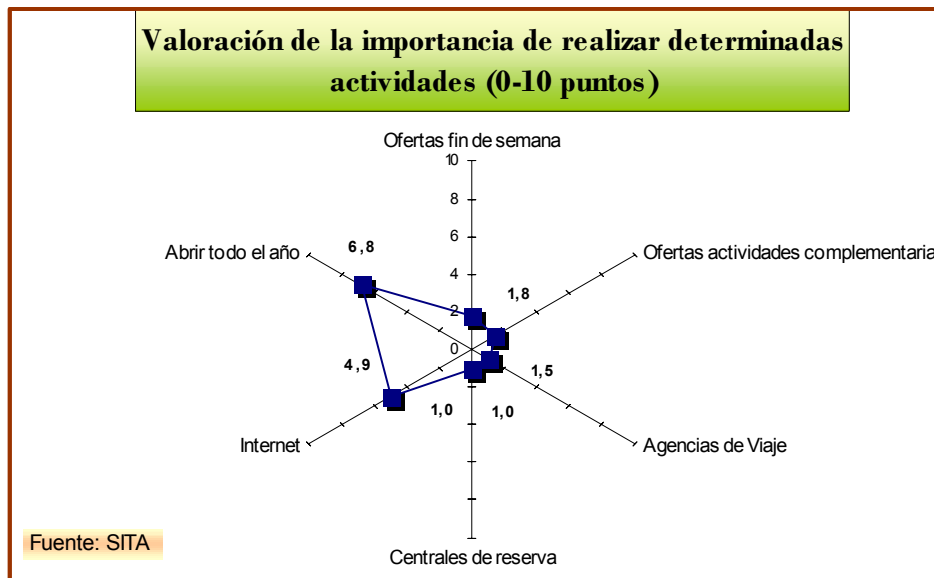 Valoración de la importancia de realizar determinadas
actividades (0-10 puntos)
Ofertas fin de semana
10
8
6
4
2
0
Abrir todo el año
6,8
Ofertas actividades complementaria
1,8
4,9
1,5
1,0
1,0
Internet
Agencias de Viaje
Centrales de reserva
Fuente: SITA